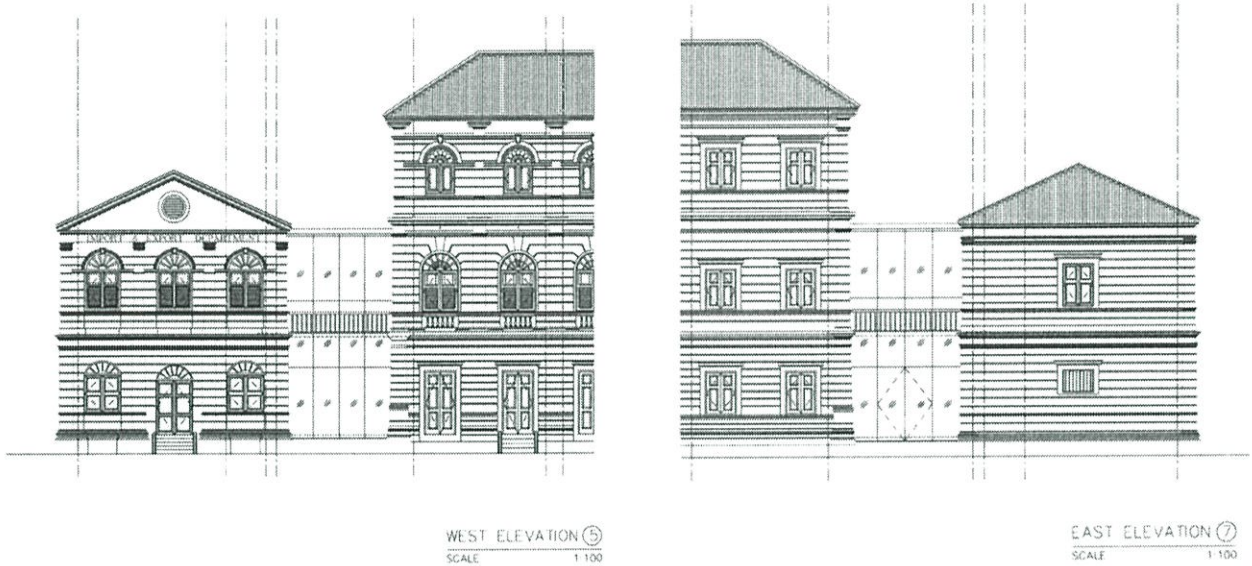 IMPORT & EXPORT DEPARTMENT
WEST ELEVATION 5
SCALE 1:100
EAST ELEVATION 7
SCALE 1:100